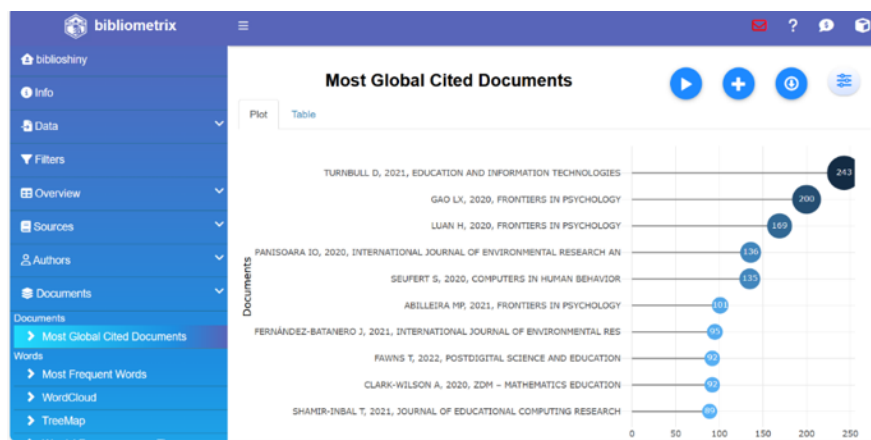 bibliometrix
biblioshiny
Info
Data
Filters
Overview
Sources
Authors
Documents
Documents
Most Global Cited Documents
Words
Most Frequent Words
WordCloud
TreeMap
Most Global Cited Documents
Plot Table
Documents
TURNBULL D, 2021, EDUCATION AND INFORMATION TECHNOLOGIES 243
GAO LX, 2020, FRONTIERS IN PSYCHOLOGY 200
LUAN H, 2020, FRONTIERS IN PSYCHOLOGY 169
PANISOARA IO, 2020, INTERNATIONAL JOURNAL OF ENVIRONMENTAL RESEARCH AN 136
SEUFERT S, 2020, COMPUTERS IN HUMAN BEHAVIOR 135
ABILLEIRA MP, 2021, FRONTIERS IN PSYCHOLOGY 101
FERNÁNDEZ-BATANERO J, 2021, INTERNATIONAL JOURNAL OF ENVIRONMENTAL RES 95
FAWNS T, 2022, POSTDIGITAL SCIENCE AND EDUCATION 92
CLARK-WILSON A, 2020, ZDM – MATHEMATICS EDUCATION 92
SHAMIR-INBAL T, 2021, JOURNAL OF EDUCATIONAL COMPUTING RESEARCH 89
0 50 100 150 200 250